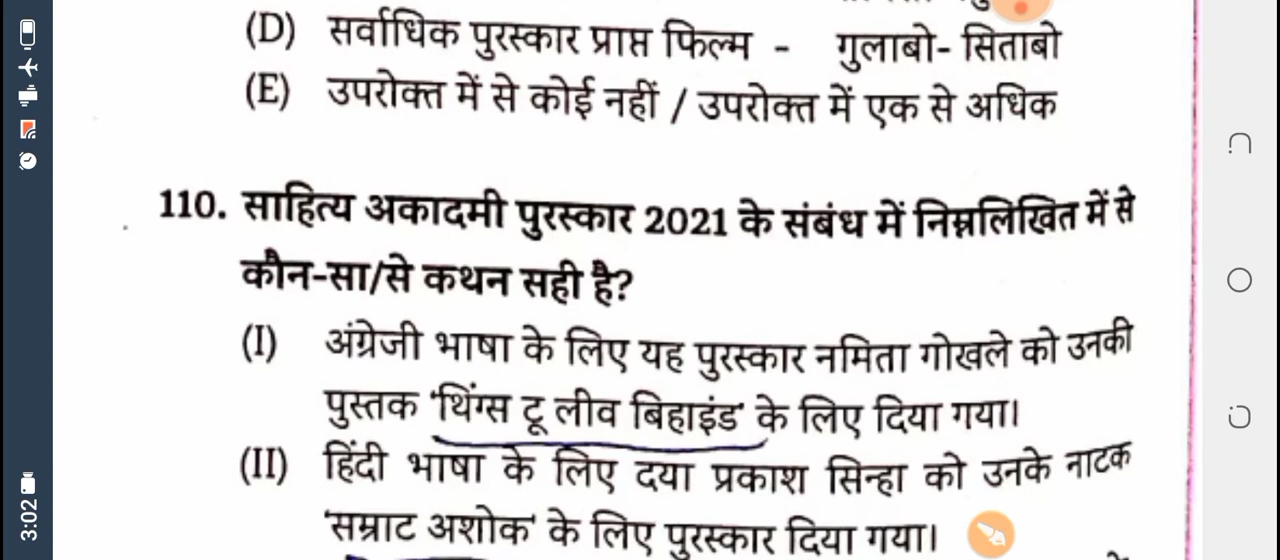 (D) सर्वाधिक पुरस्कार प्राप्त फिल्म - गुलाबो- सिताबो
(E) उपरोक्त में से कोई नहीं / उपरोक्त में एक से अधिक
110. साहित्य अकादमी पुरस्कार 2021 के संबंध में निम्नलिखित में से
कौन-सा/से कथन सही है?
(I) अंग्रेजी भाषा के लिए यह पुरस्कार नमिता गोखले को उनकी
पुस्तक 'थिंग्स टू लीव बिहाइंड' के लिए दिया गया।
(II) हिंदी भाषा के लिए दया प्रकाश सिन्हा को उनके नाटक
'सम्राट अशोक' के लिए पुरस्कार दिया गया।
3:02